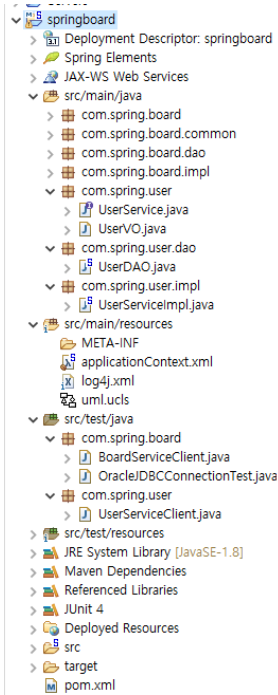 springboard
Deployment Descriptor: springboard
Spring Elements
JAX-WS Web Services
src/main/java
com.spring.board
com.spring.board.common
com.spring.board.dao
com.spring.board.impl
com.spring.user
UserService.java
UserVO.java
com.spring.user.dao
UserDAO.java
com.spring.user.impl
UserServiceImpl.java
src/main/resources
META-INF
applicationContext.xml
log4j.xml
uml.ucls
src/test/java
com.spring.board
BoardServiceClient.java
OracleJDBCConnectionTest.java
com.spring.user
UserServiceClient.java
src/test/resources
JRE System Library [JavaSE-1.8]
Maven Dependencies
Referenced Libraries
JUnit 4
Deployed Resources
src
target
pom.xml